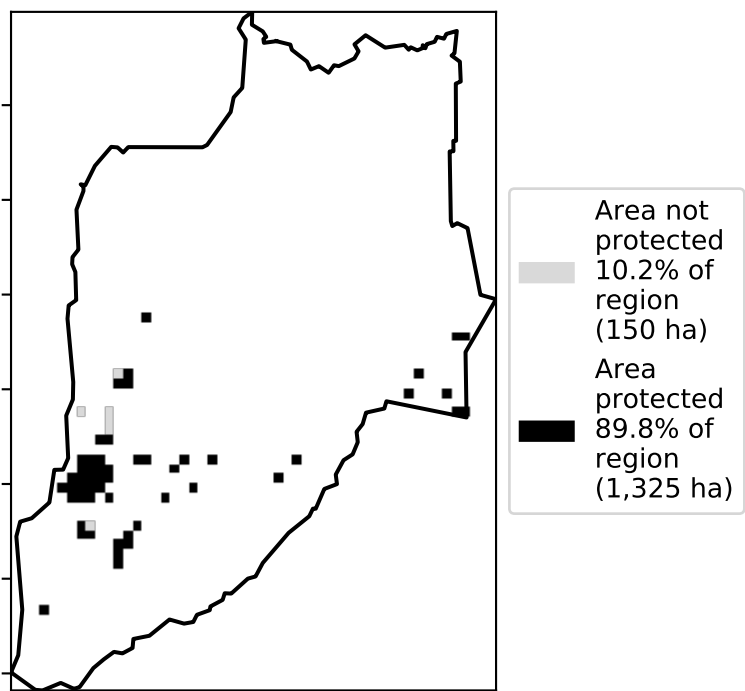 Area not
protected
10.2% of
region
(150 ha)
Area
protected
89.8% of
region
(1,325 ha)